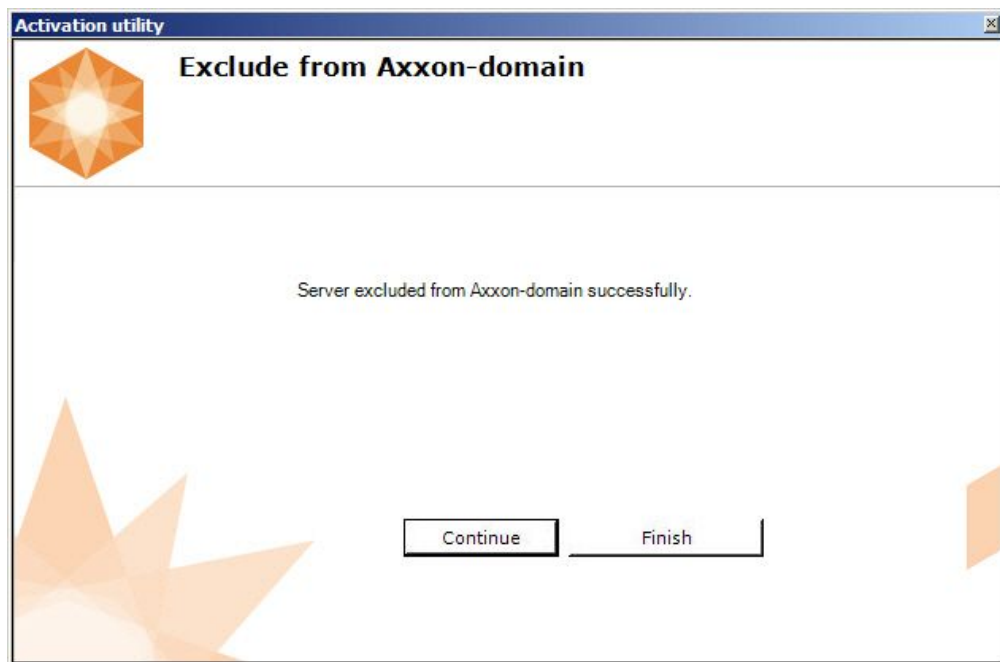 Activation utility
Exclude from Axxon-domain
Server excluded from Axxon-domain successfully.
Continue
Finish